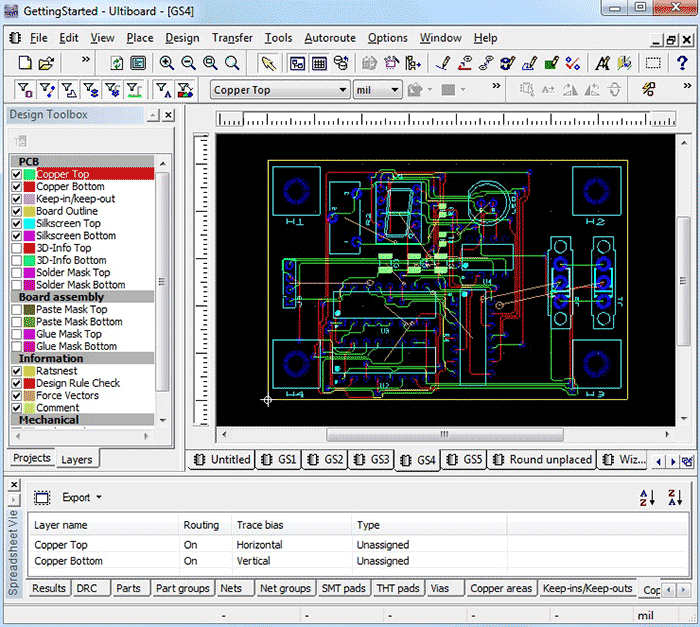 GettingStarted - Ultiboard - [GS4]
File Edit View Place Design Transfer Tools Autoroute Options Window Help
Copper Top mil
Design Toolbox
PCB
Copper Top
Copper Bottom
Keep-in/keep-out
Board Outline
Silkscreen Top
Silkscreen Bottom
3D-Info Top
3D-Info Bottom
Solder Mask Top
Solder Mask Bottom
Board assembly
Paste Mask Top
Paste Mask Bottom
Glue Mask Top
Glue Mask Bottom
Information
Ratsnest
Design Rule Check
Force Vectors
Comment
Mechanical
Projects Layers
H1
H2
H4
H3
U3
U2
J1
Untitled GS1 GS2 GS3 GS4 GS5 Round unplaced Wiz...
Spreadsheet Vie
Export
Layer name Routing Trace bias Type
Copper Top On Horizontal Unassigned
Copper Bottom On Vertical Unassigned
Results DRC Parts Part groups Nets Net groups SMT pads THT pads Vias Copper areas Keep-ins/Keep-outs Cop
- - - - - mil